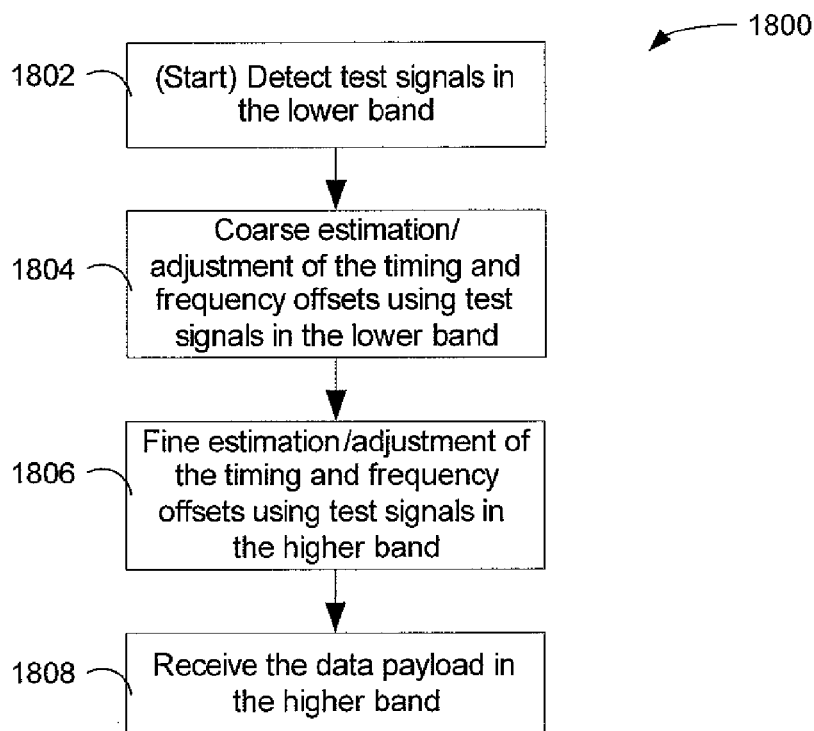 1800
1802
(Start) Detect test signals in
the lower band
1804
Coarse estimation/
adjustment of the timing and
frequency offsets using test
signals in the lower band
1806
Fine estimation/adjustment of
the timing and frequency
offsets using test signals in
the higher band
1808
Receive the data payload in
the higher band